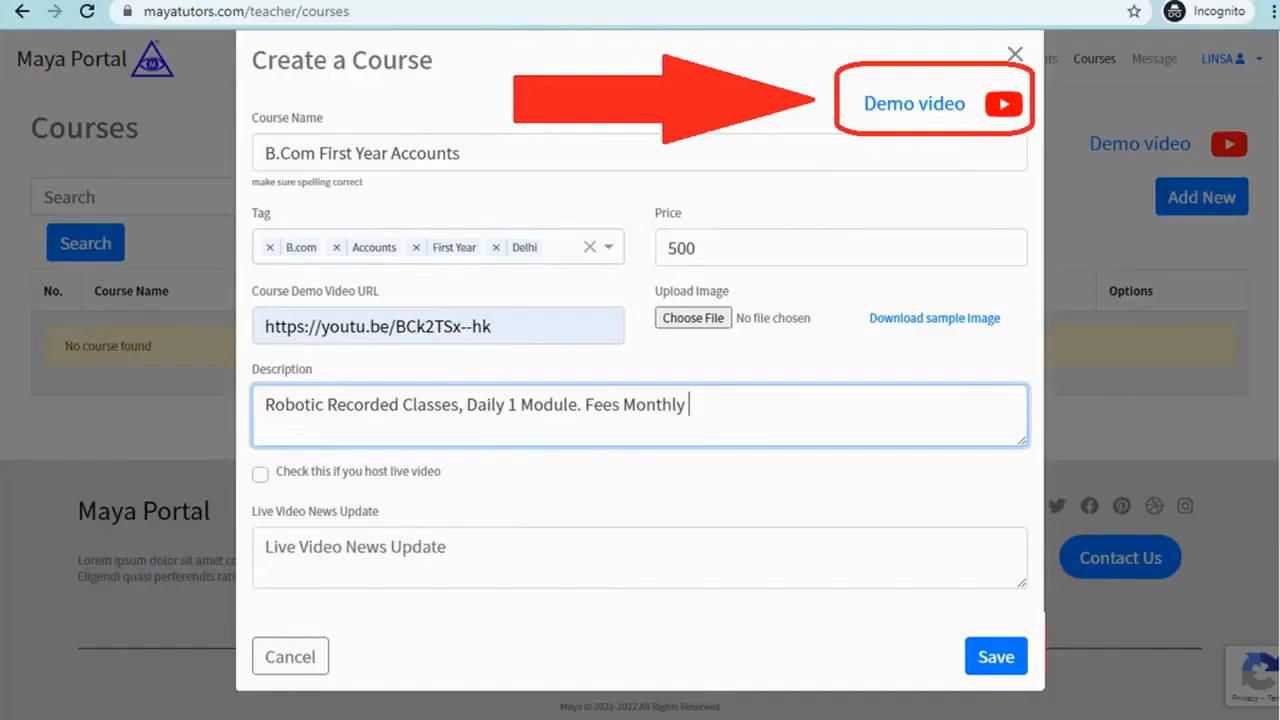 mayatutors.com/teacher/courses
Incognito
Maya Portal
Courses
Message
LINSA
Create a Course
Demo video
Courses
Demo video
Course Name
B.Com First Year Accounts
make sure spelling correct
Search
Add New
Tag
Price
B.com
Accounts
First Year
Delhi
500
Search
Course Demo Video URL
Upload Image
No.
Course Name
Options
https://youtu.be/BCk2TSx--hk
Choose File No file chosen
Download sample Image
No course found
Description
Robotic Recorded Classes, Daily 1 Module. Fees Monthly
Check this if you host live video
Live Video News Update
Maya Portal
Live Video News Update
Lorem ipsum dolor sit amet
Eligendi quasi perferendis
Contact Us
Cancel
Save
Maya © 2021-2022 All Rights Reserved